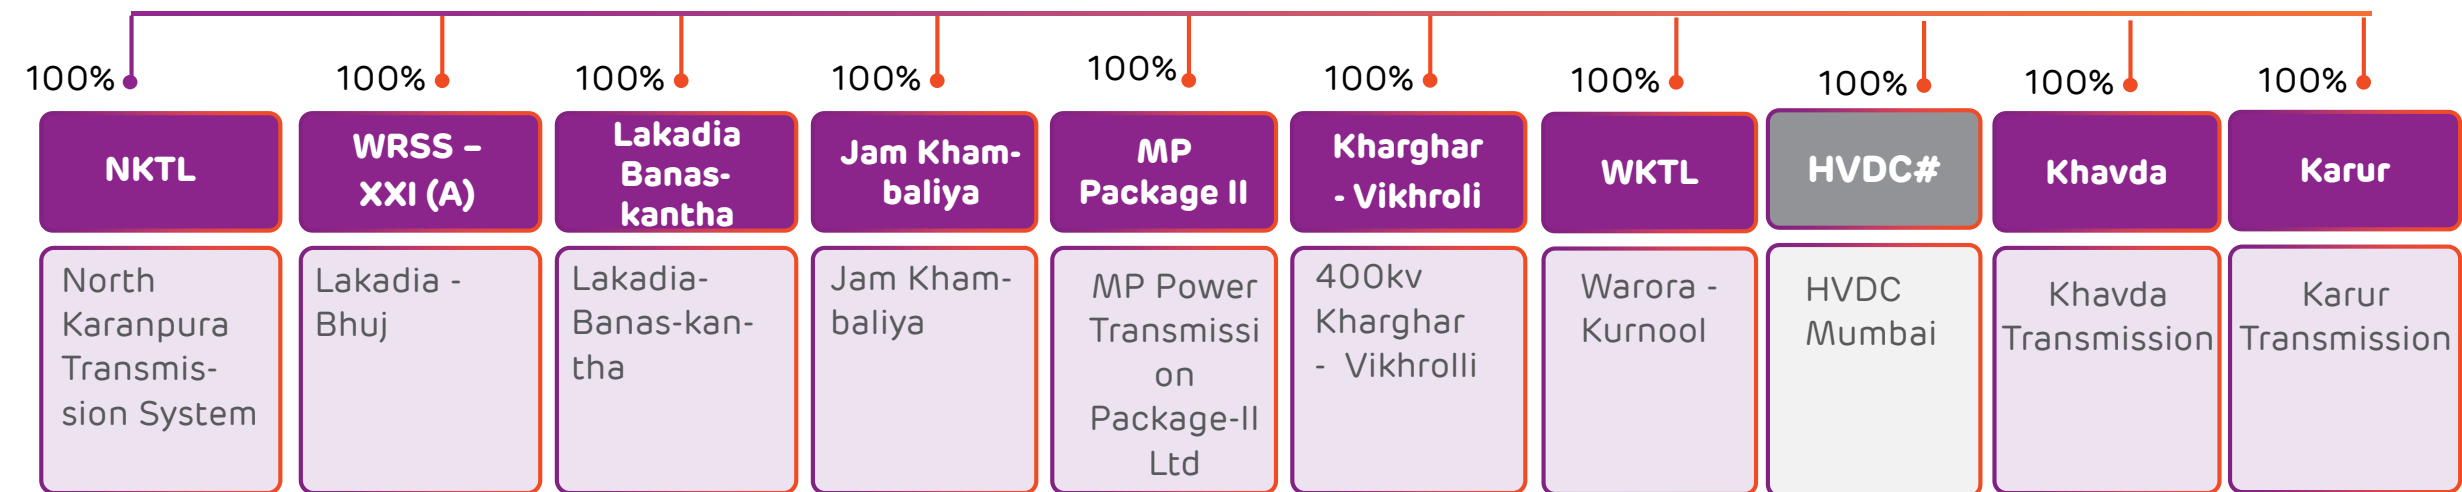 100%
100%
100%
100%
100%
100%
100%
100%
100%
100%
NKTL
WRSS –
XXI (A)
Lakadia
Banas-
kantha
Jam Kham-
baliya
MP
Package II
Kharghar
- Vikhroli
WKTL
HVDC#
Khavda
Karur
North
Karanpura
Transmis-
sion System
Lakadia -
Bhuj
Lakadia-
Banas-kan-
tha
Jam Kham-
baliya
MP Power
Transmissi
on
Package-II
Ltd
400kv
Kharghar
- Vikhrolli
Warora -
Kurnool
HVDC
Mumbai
Khavda
Transmission
Karur
Transmission